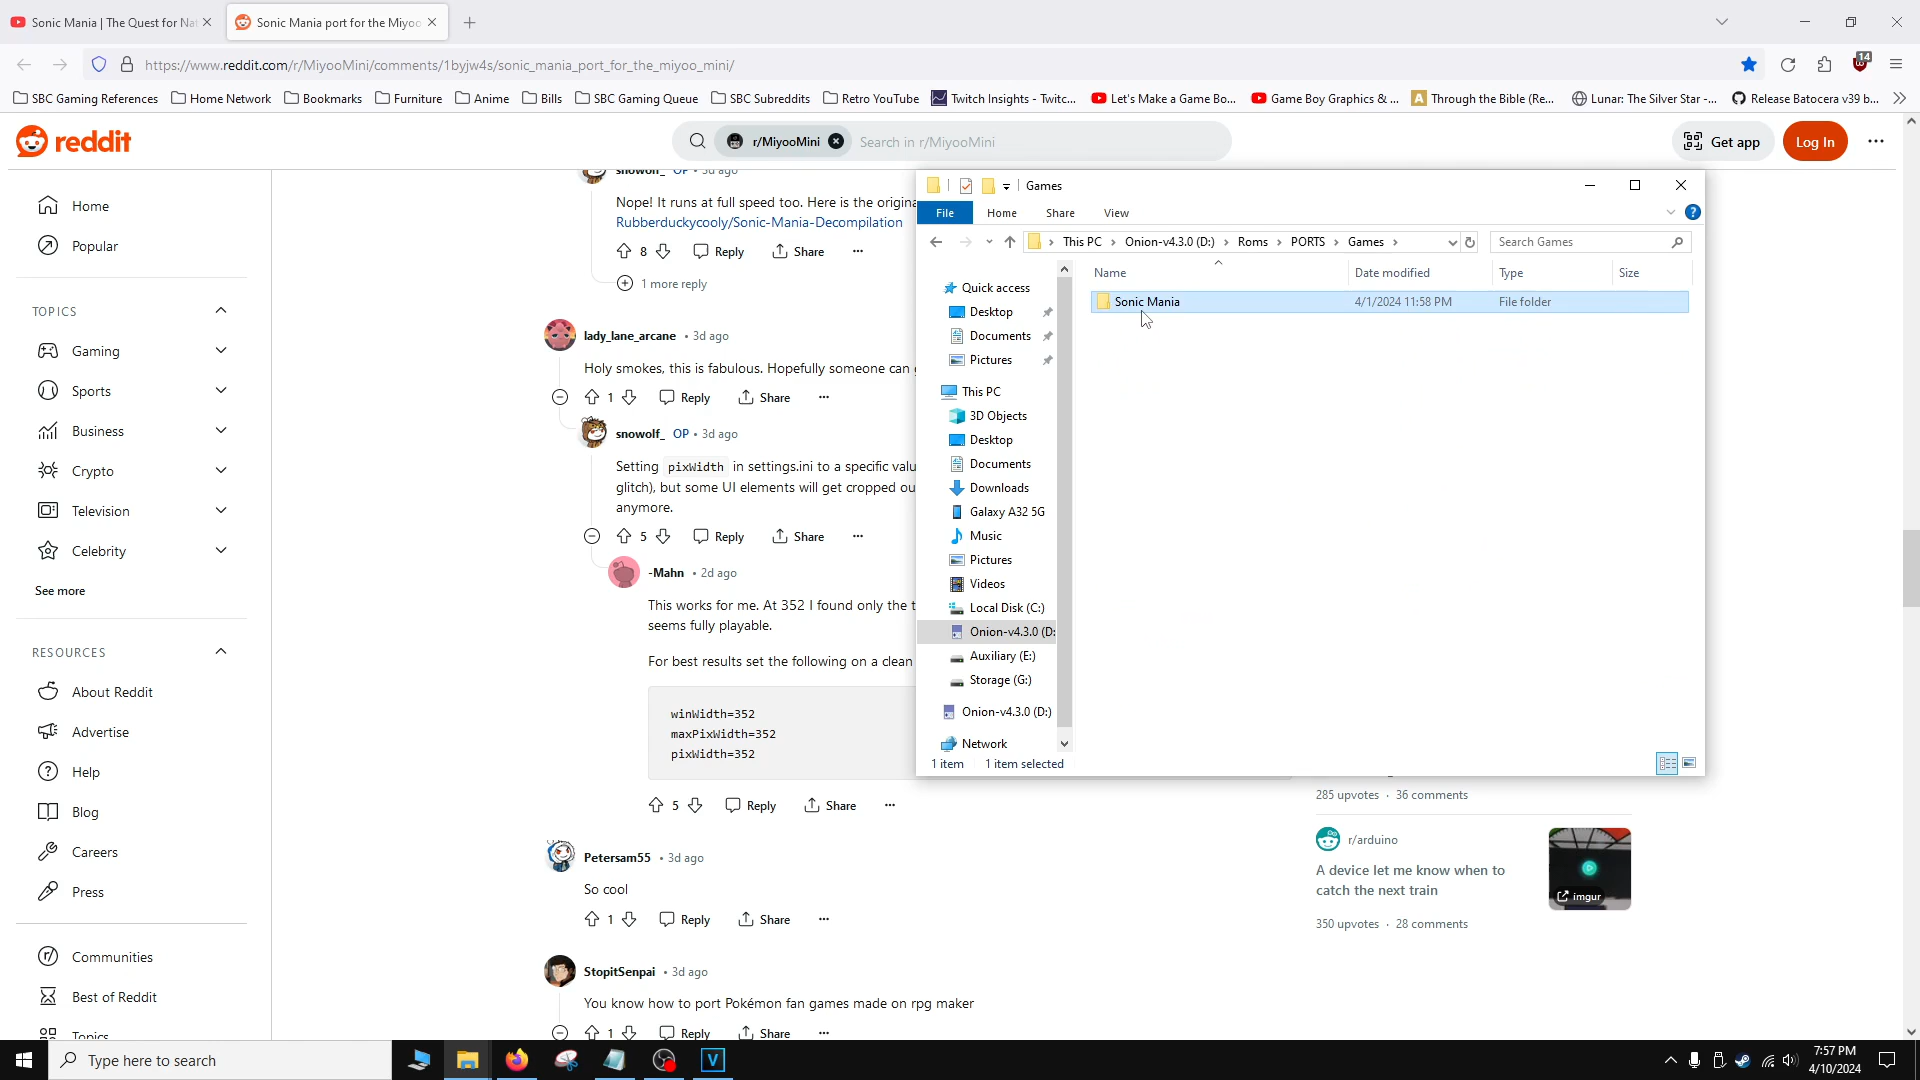 Sonic Mania | The Quest for Na
Sonic Mania port for the Miyoo
https://www.reddit.com/r/MiyooMini/comments/1byjw4s/sonic_mania_port_for_the_miyoo_mini/
14
SBC Gaming References
Home Network
Bookmarks
Furniture
Anime
Bills
SBC Gaming Queue
SBC Subreddits
Retro YouTube
Twitch Insights - Twitc...
Let's Make a Game Bo...
Game Boy Graphics & ...
Through the Bible (Re...
Lunar: The Silver Star -...
Release Batocera v39 b...
reddit
r/MiyooMini
Search in r/MiyooMini
Get app
Log In
Home
Popular
TOPICS
Gaming
Sports
Business
Crypto
Television
Celebrity
See more
RESOURCES
About Reddit
Advertise
Help
Blog
Careers
Press
Communities
Best of Reddit
Topics
snowolf_ OP • 3d ago
Nope! It runs at full speed too. Here is the origina
Rubberduckycooly/Sonic-Mania-Decompilation
8 Reply Share
1 more reply
lady_lane_arcane • 3d ago
Holy smokes, this is fabulous. Hopefully someone can
1 Reply Share
snowolf_ OP • 3d ago
Setting pixWidth in settings.ini to a specific valu
glitch), but some UI elements will get cropped ou
anymore.
5 Reply Share
-Mahn • 2d ago
This works for me. At 352 I found only the t
seems fully playable.
For best results set the following on a clean
winWidth=352
maxPixWidth=352
pixWidth=352
5 Reply Share
Petersam55 • 3d ago
So cool
1 Reply Share
StopitSenpai • 3d ago
You know how to port Pokémon fan games made on rpg maker
1 Reply Share
Games
File Home Share View
This PC > Onion-v4.3.0 (D:) > Roms > PORTS > Games >
Search Games
Name Date modified Type Size
Sonic Mania 4/1/2024 11:58 PM File folder
Quick access
Desktop
Documents
Pictures
This PC
3D Objects
Desktop
Documents
Downloads
Galaxy A32 5G
Music
Pictures
Videos
Local Disk (C:)
Onion-v4.3.0 (D:
Auxiliary (E:)
Storage (G:)
Onion-v4.3.0 (D:)
Network
1 item 1 item selected
285 upvotes · 36 comments
r/arduino
A device let me know when to
catch the next train
imgur
350 upvotes · 28 comments
Type here to search
V
7:57 PM
4/10/2024